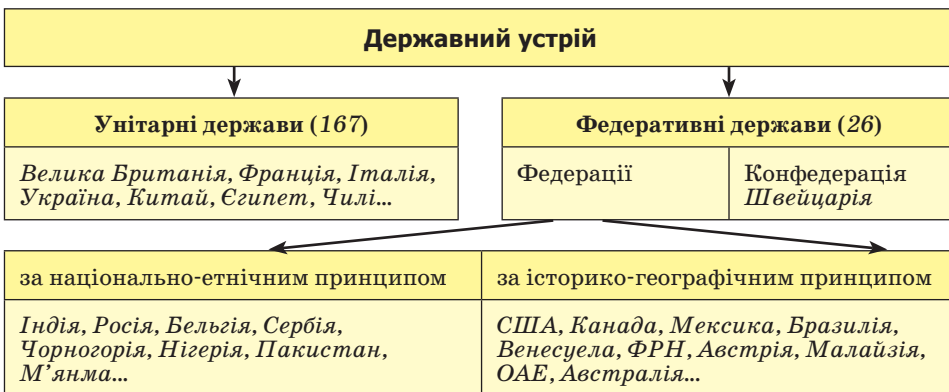 Державний устрій
Унітарні держави (167)
Велика Британія, Франція, Італія,
Україна, Китай, Єгипет, Чилі...
Федеративні держави (26)
Федерації
Конфедерація
Швейцарія
за національно-етнічним принципом
Індія, Росія, Бельгія, Сербія,
Чорногорія, Нігерія, Пакистан,
М’янма...
за історико-географічним принципом
США, Канада, Мексика, Бразилія,
Венесуела, ФРН, Австрія, Малайзія,
ОАЕ, Австралія...